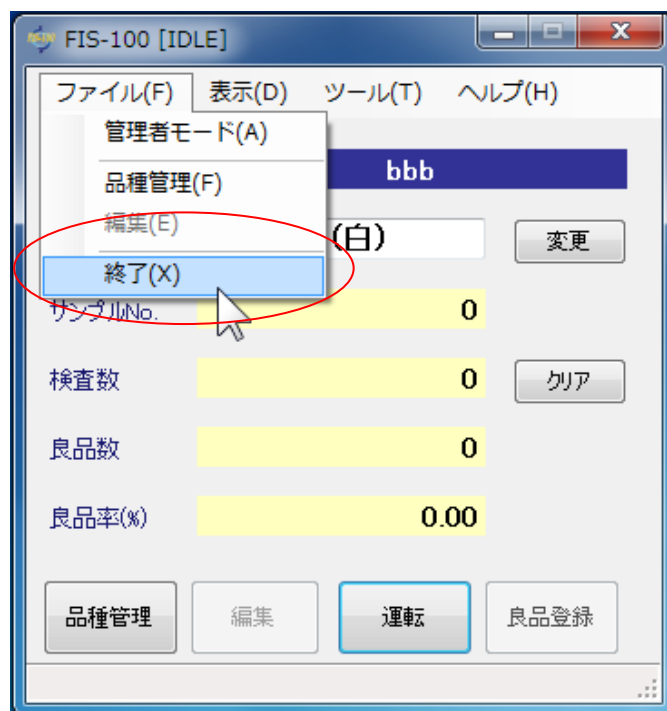 FIS-100 [IDLE]
ファイル(F) 表示(D) ツール(T) ヘルプ(H)
管理者モード(A)
品種管理(F)
編集(E)
終了(X)
bbb
(白) 変更
サンプルNo. 0
検査数 0 クリア
良品数 0
良品率(%) 0.00
品種管理 編集 運転 良品登録